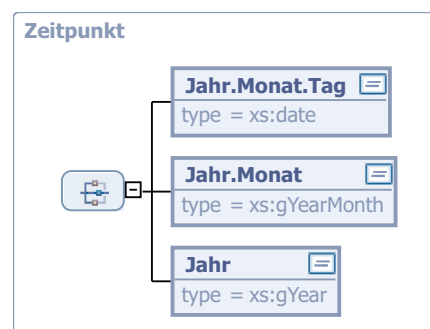 Zeitpunkt
Jahr.Monat.Tag
type = xs:date
Jahr.Monat
type = xs:gYearMonth
Jahr
type = xs:gYear